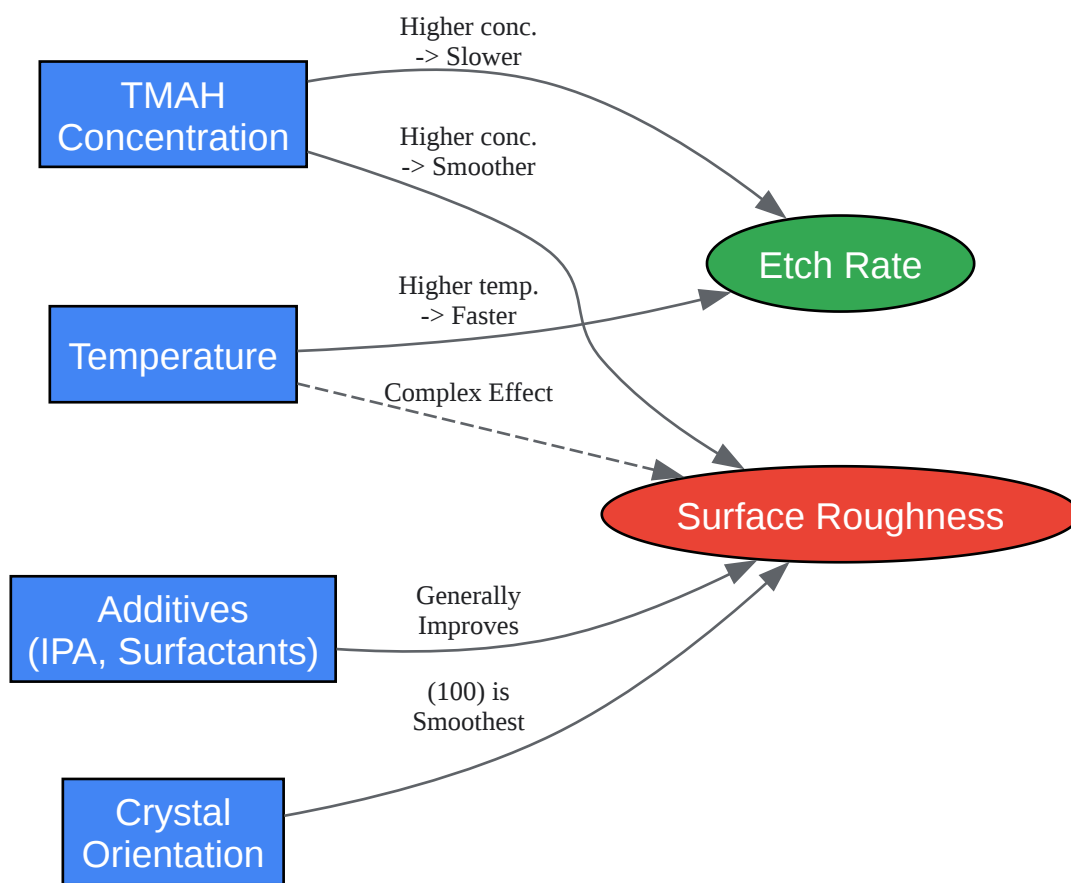 Higher conc.
-> Slower
TMAH
Concentration
Higher conc.
-> Smoother
Etch Rate
Higher temp.
-> Faster
Temperature
Complex Effect
Surface Roughness
Additives
(IPA, Surfactants)
Generally
Improves
(100) is
Smoothest
Crystal
Orientation